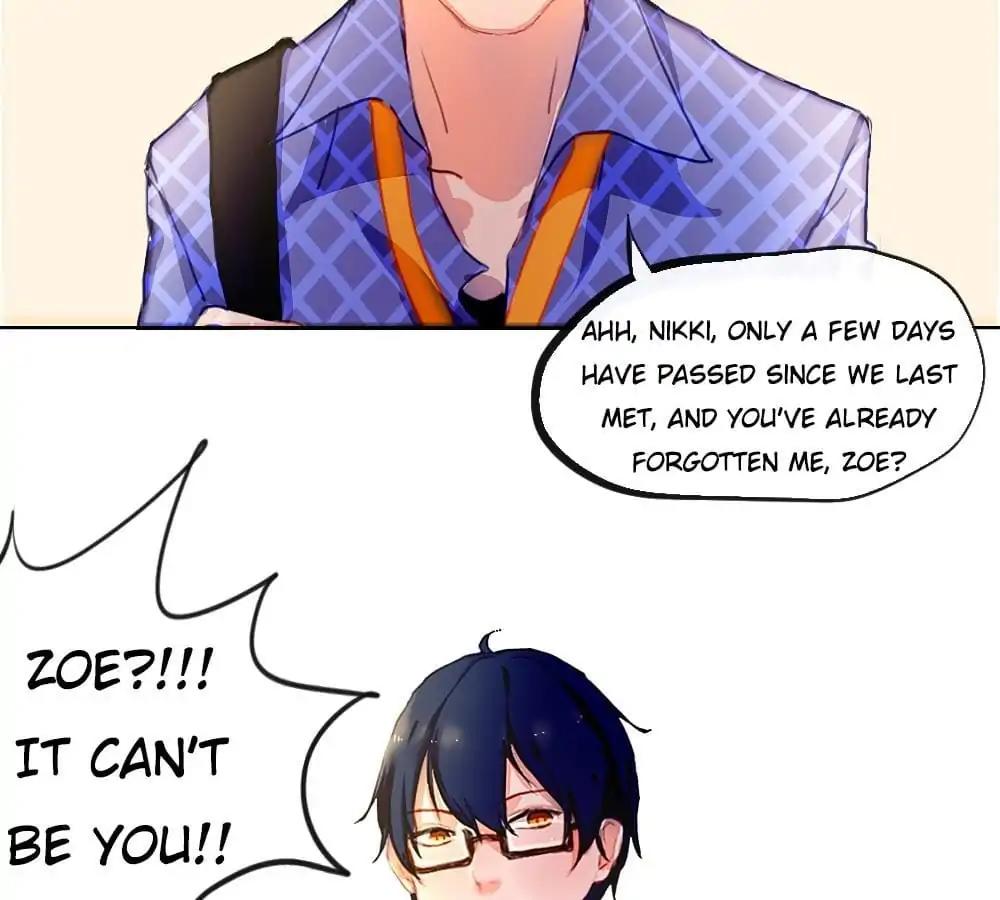 AHH, NIKKI, ONLY A FEW DAYS
HAVE PASSED SINCE WE LAST
MET, AND YOU'VE ALREADY
FORGOTTEN ME, ZOE?
ZOE?!!!
IT CAN'T
BE YOU!!